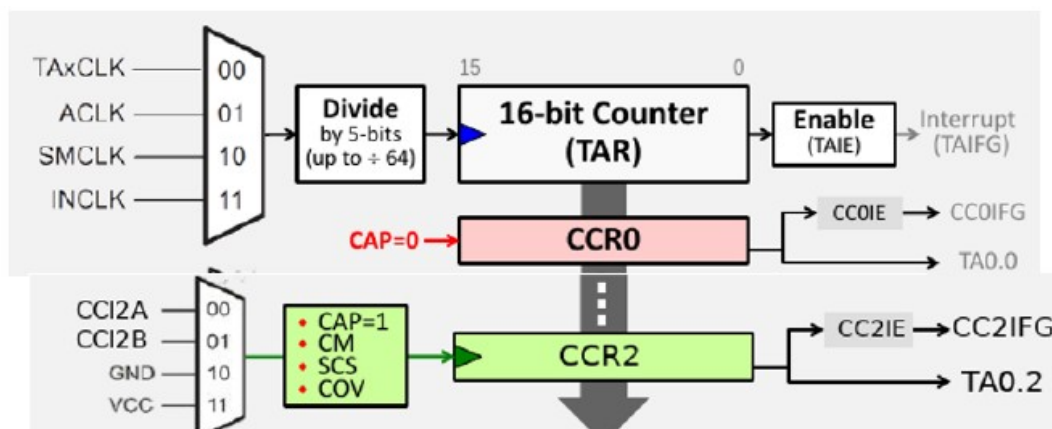 TAxCLK
ACLK
SMCLK
INCLK
00
01
10
11
Divide
by 5-bits
(up to ÷ 64)
15 0
16-bit Counter
(TAR)
Enable
(TAIE)
Interrupt
(TAIFG)
CAP=0
CCR0
CC0IE
CC0IFG
TA0.0
CCI2A
CCI2B
GND
VCC
00
01
10
11
• CAP=1
• CM
• SCS
• COV
CCR2
CC2IE
CC2IFG
TA0.2